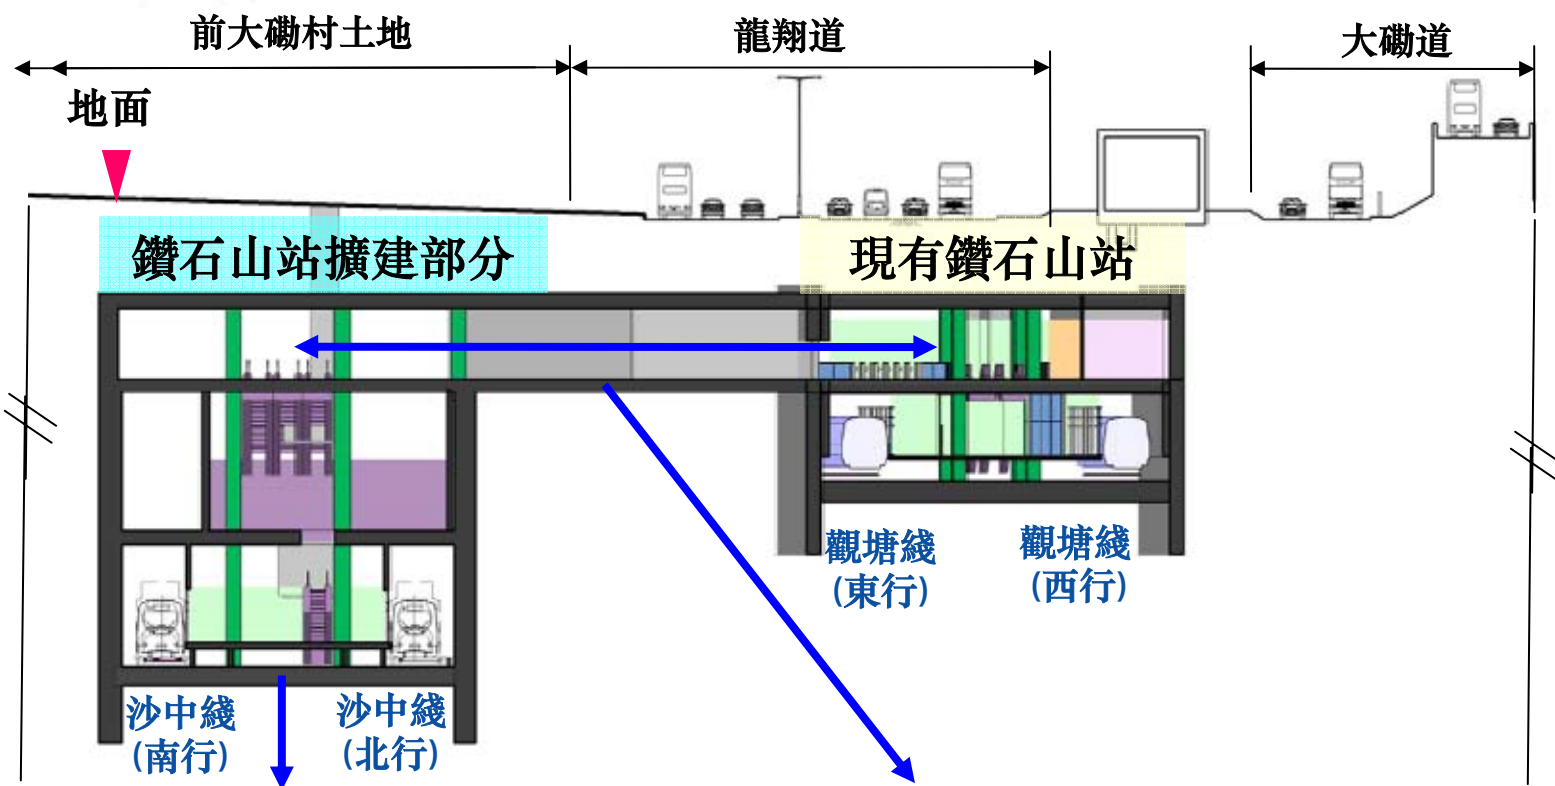 前大磡村土地
龍翔道
大磡道
地面
鑽石山站擴建部分
現有鑽石山站
觀塘綫
(東行)
觀塘綫
(西行)
沙中綫
(南行)
沙中綫
(北行)